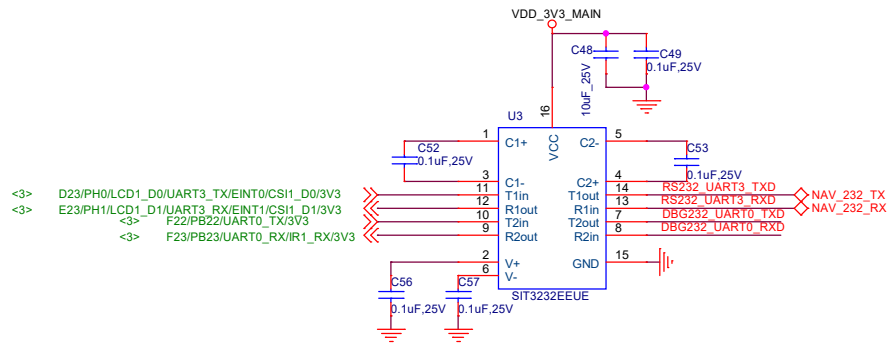 VDD_3V3_MAIN
C48
10uF_25V
C49
0.1uF,25V
U3
16
VCC
C52
0.1uF,25V
1
C1+
C2-
5
C53
0.1uF,25V
3
C1-
C2+
4
<3> D23/PH0/LCD1_D0/UART3_TX/EINT0/CSI1_D0/3V3
11
T1in
T1out
14
RS232_UART3_TXD
NAV_232_TX
<3> E23/PH1/LCD1_D1/UART3_RX/EINT1/CSI1_D1/3V3
12
R1out
R1in
13
RS232_UART3_RXD
NAV_232_RX
<3> F22/PB22/UART0_TX/3V3
10
T2in
T2out
7
DBG232_UART0_TXD
<3> F23/PB23/UART0_RX/IR1_RX/3V3
9
R2out
R2in
8
DBG232_UART0_RXD
2
V+
GND
15
6
V-
C56
0.1uF,25V
C57
0.1uF,25V
SIT3232EEUE